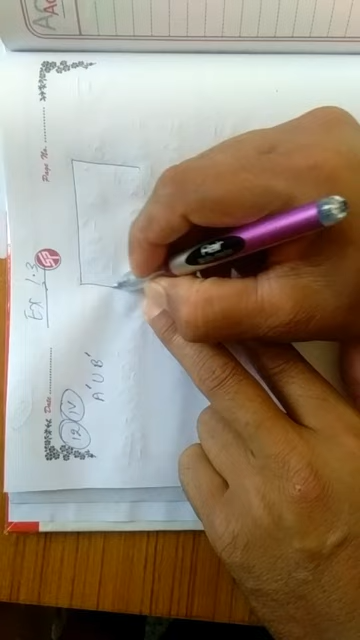 Page No.
Date
Ex 1.3
12 IV
A' U B'